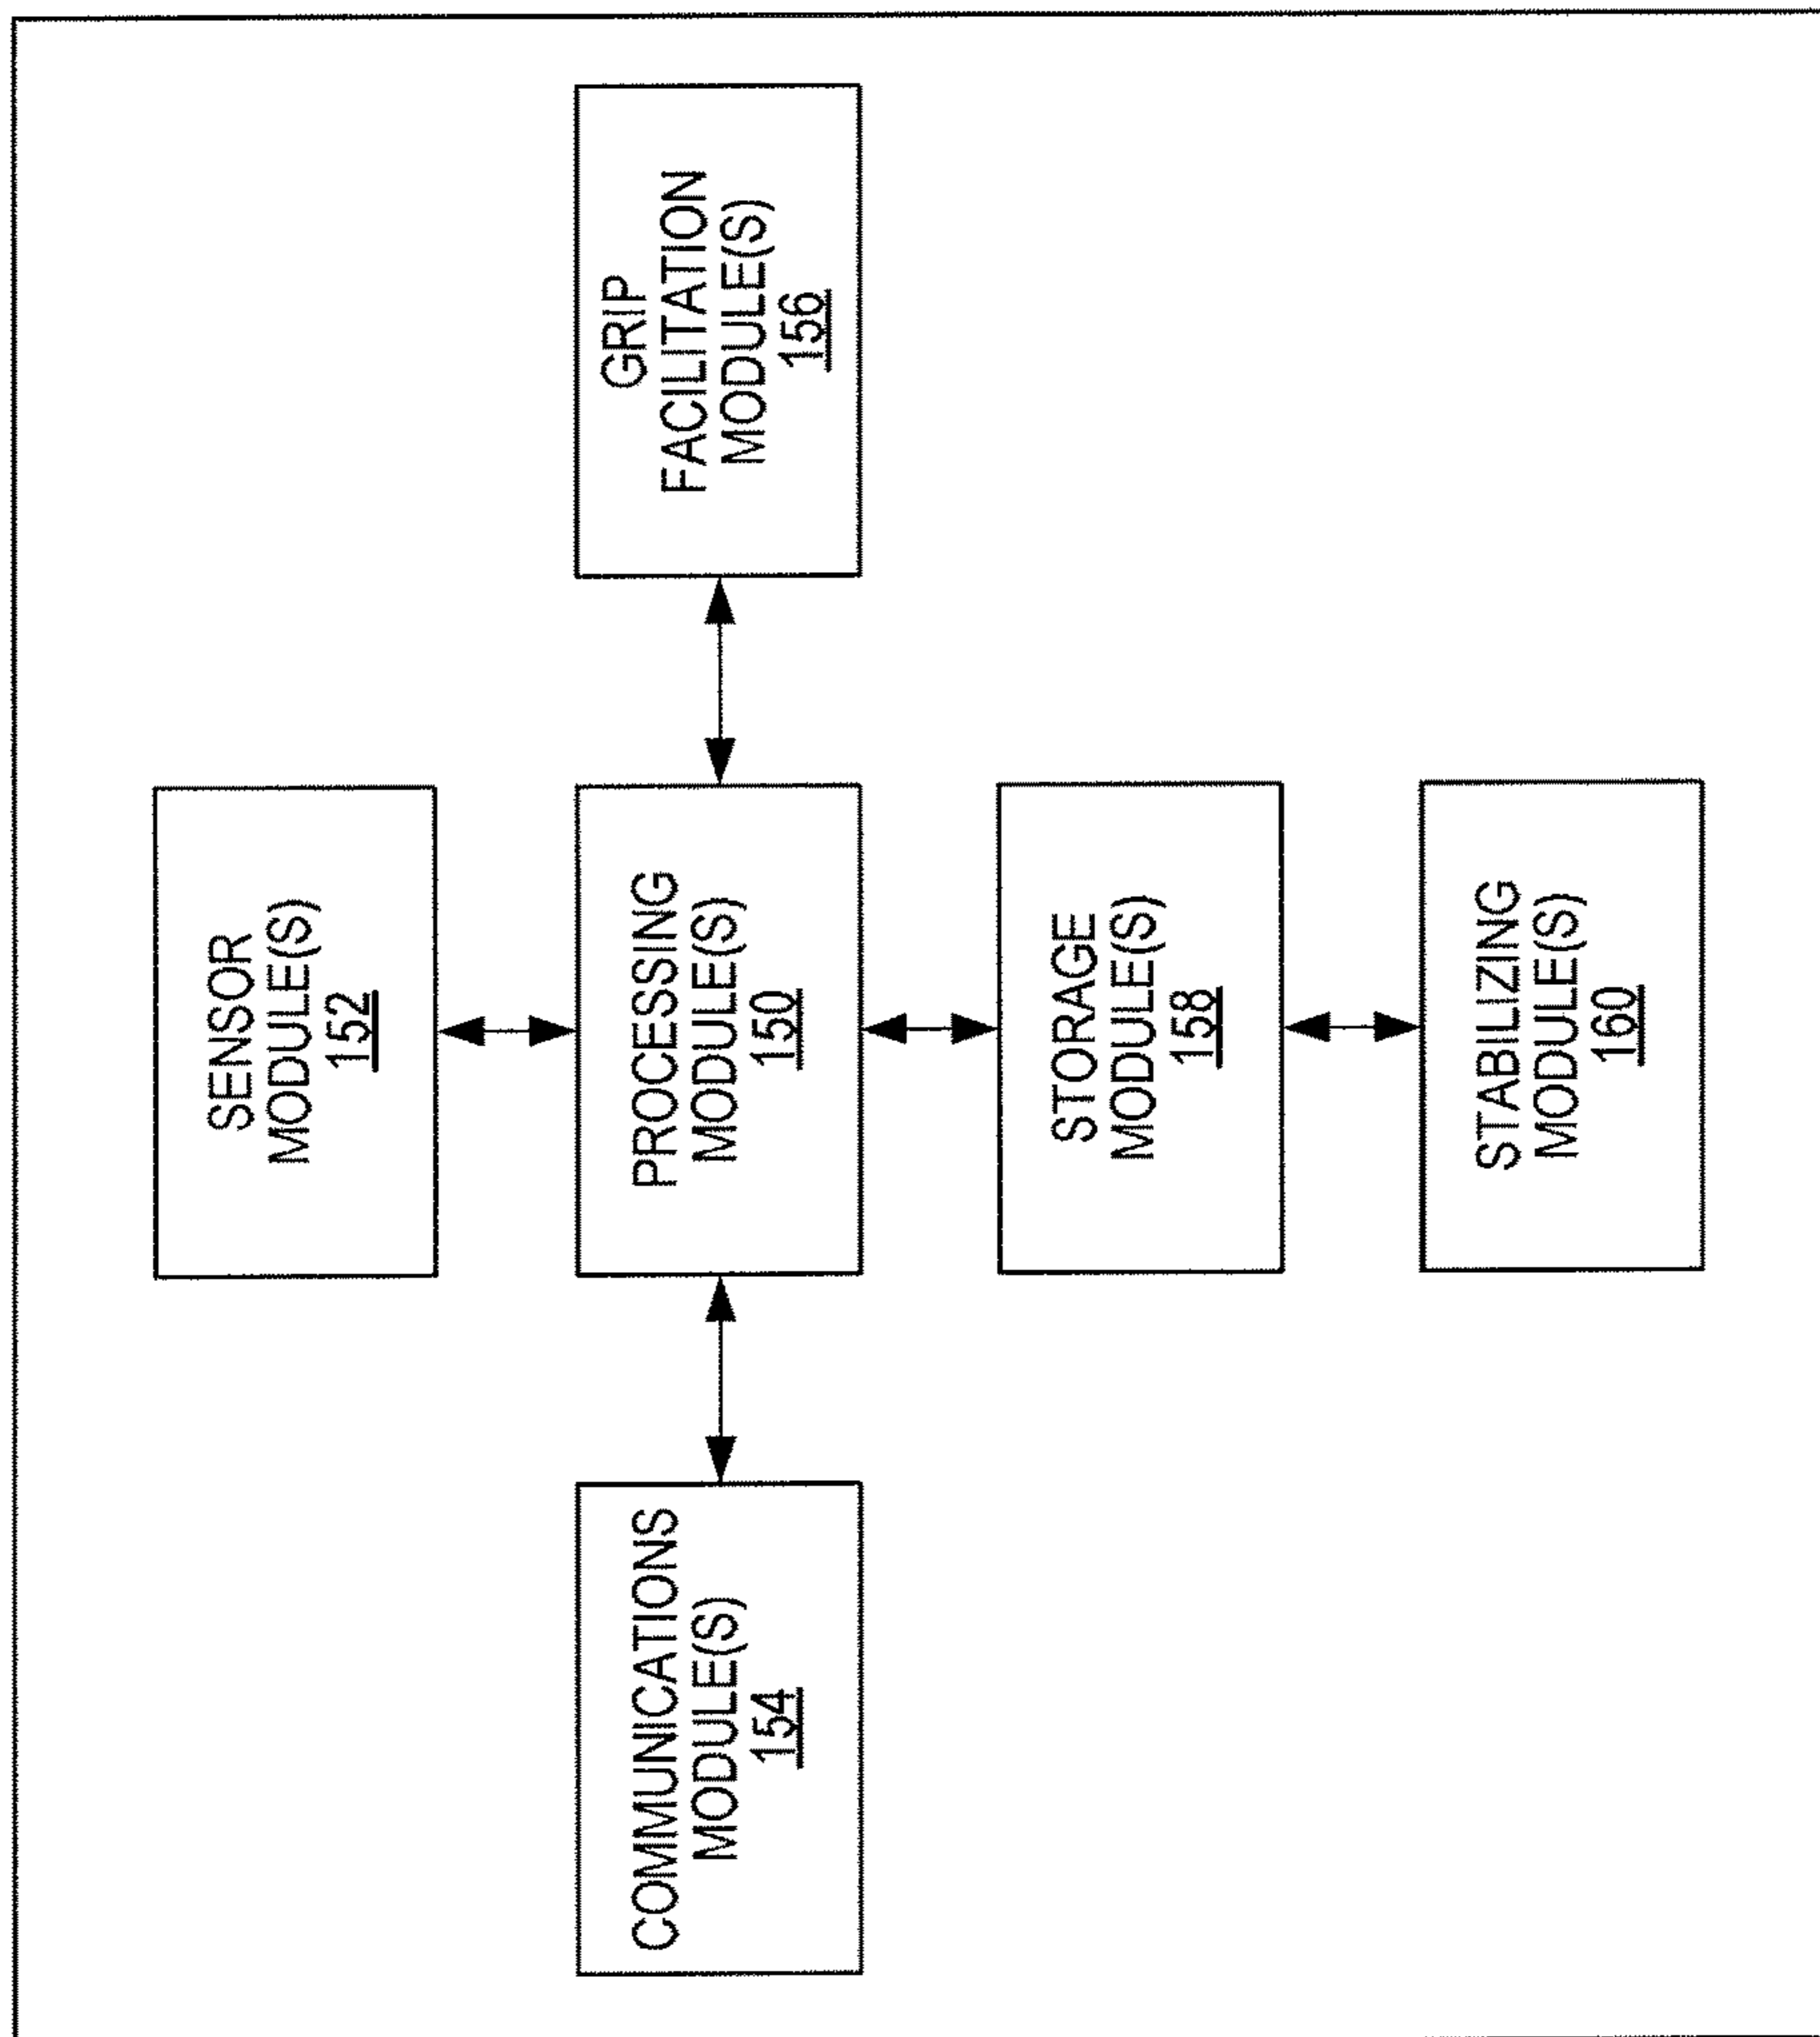 SENSOR
MODULE(S)
152
COMMUNICATIONS
MODULE(S)
154
PROCESSING
MODULE(S)
150
GRIP
FACILITATION
MODULE(S)
156
STORAGE
MODULE(S)
158
STABILIZING
MODULE(S)
160